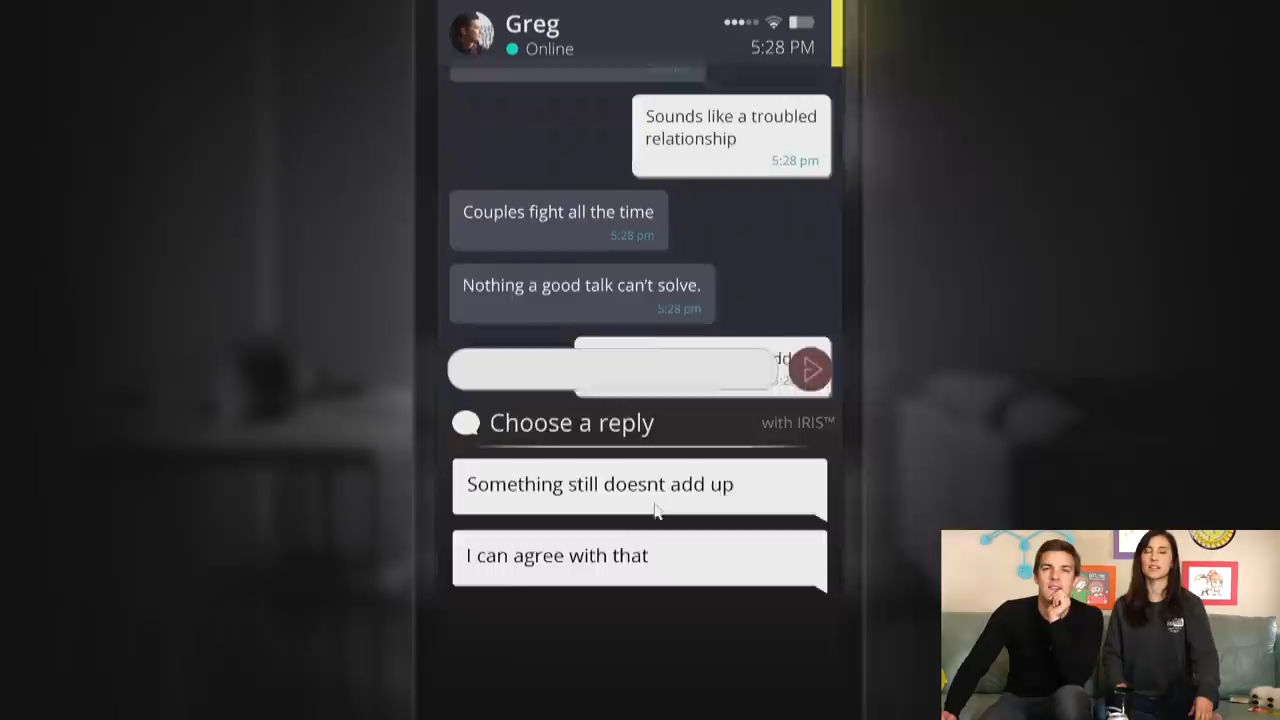 Greg
Online
5:28 PM
Sounds like a troubled
relationship
5:28 pm
Couples fight all the time
5:28 pm
Nothing a good talk can't solve.
5:28 pm
Choose a reply
with IRIS™
Something still doesnt add up
I can agree with that